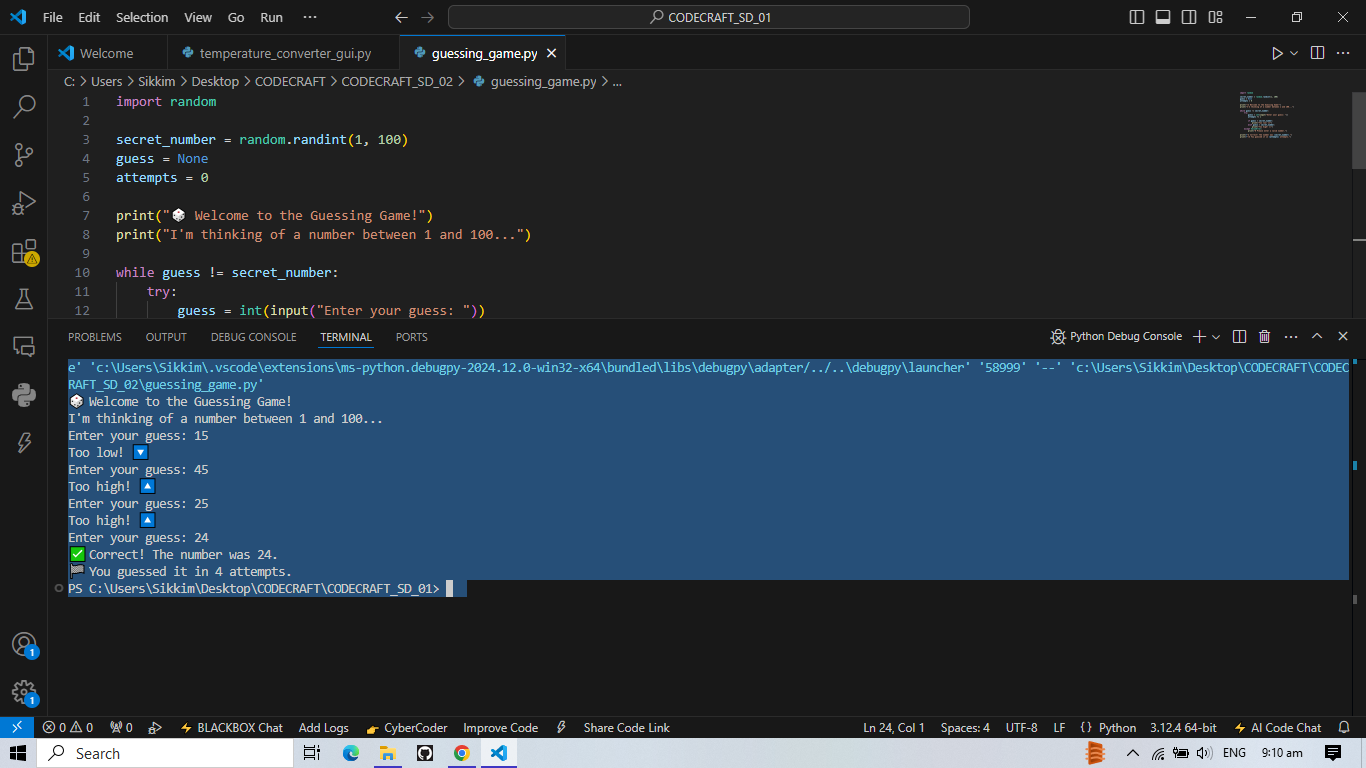 File Edit Selection View Go Run ··· CODECRAFT_SD_01
Welcome temperature_converter_gui.py guessing_game.py
C: > Users > Sikkim > Desktop > CODECRAFT > CODECRAFT_SD_02 > guessing_game.py > ...
1 import random
2
3 secret_number = random.randint(1, 100)
4 guess = None
5 attempts = 0
6
7 print("🎲 Welcome to the Guessing Game!")
8 print("I'm thinking of a number between 1 and 100...")
9
10 while guess != secret_number:
11 try:
12 guess = int(input("Enter your guess: "))
PROBLEMS OUTPUT DEBUG CONSOLE TERMINAL PORTS Python Debug Console
e' 'c:\Users\Sikkim\.vscode\extensions\ms-python.debugpy-2024.12.0-win32-x64\bundled\libs\debugpy\adapter/../..\debugpy\launcher' '58999' '--' 'c:\Users\Sikkim\Desktop\CODECRAFT\CODEC
RAFT_SD_02\guessing_game.py'
🎲 Welcome to the Guessing Game!
I'm thinking of a number between 1 and 100...
Enter your guess: 15
Too low! 🔽
Enter your guess: 45
Too high! 🔼
Enter your guess: 25
Too high! 🔼
Enter your guess: 24
✅ Correct! The number was 24.
🏁 You guessed it in 4 attempts.
PS C:\Users\Sikkim\Desktop\CODECRAFT\CODECRAFT_SD_01>
1
1
0 0 0 BLACKBOX Chat Add Logs CyberCoder Improve Code Share Code Link Ln 24, Col 1 Spaces: 4 UTF-8 LF { } Python 3.12.4 64-bit AI Code Chat
Search ENG 9:10 am